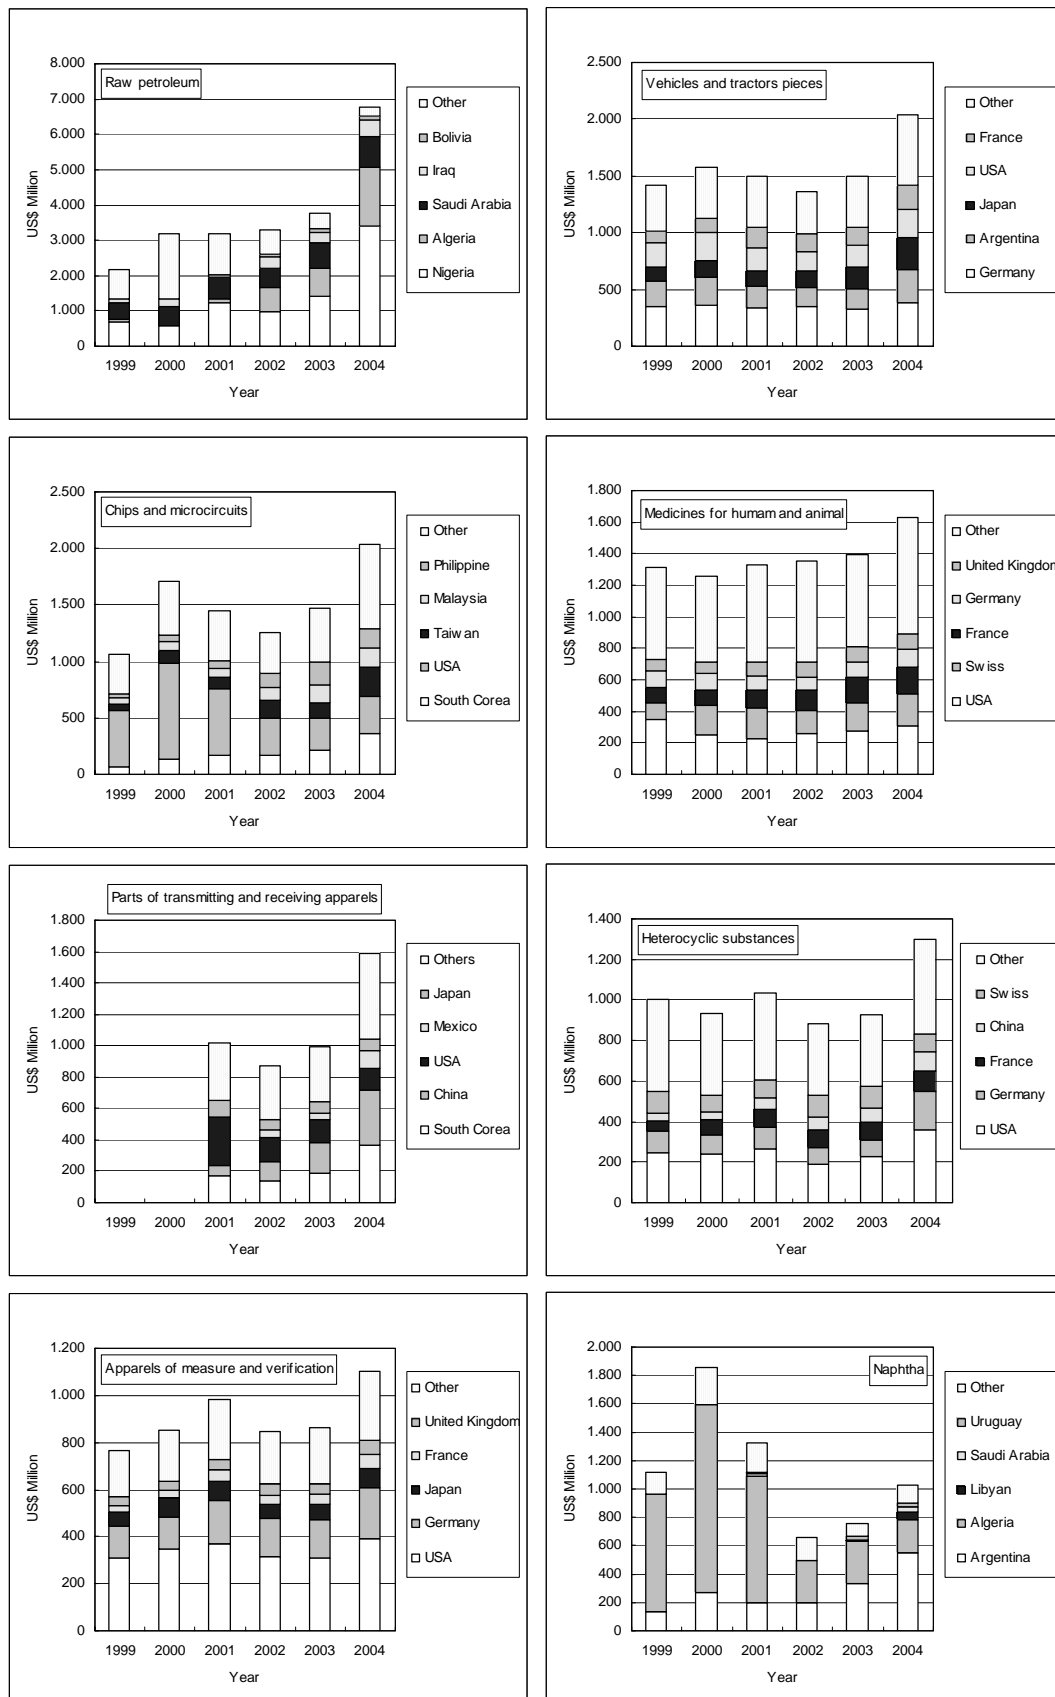 Raw petroleum
8.000
7.000
6.000
5.000
4.000
3.000
2.000
1.000
0
US$ Million
1999 2000 2001 2002 2003 2004
Year
Other
Bolivia
Iraq
Saudi Arabia
Algeria
Nigeria
Vehicles and tractors pieces
2.500
2.000
1.500
1.000
500
0
US$ Million
1999 2000 2001 2002 2003 2004
Year
Other
France
USA
Japan
Argentina
Germany
Chips and microcircuits
2.500
2.000
1.500
1.000
500
0
US$ Million
1999 2000 2001 2002 2003 2004
Year
Other
Philippine
Malaysia
Taiwan
USA
South Corea
Medicines for humam and animal
1.800
1.600
1.400
1.200
1.000
800
600
400
200
0
US$ Million
1999 2000 2001 2002 2003 2004
Year
Other
United Kingdom
Germany
France
Swiss
USA
Parts of transmitting and receiving apparels
1.800
1.600
1.400
1.200
1.000
800
600
400
200
0
US$ Million
1999 2000 2001 2002 2003 2004
Year
Others
Japan
Mexico
USA
China
South Corea
Heterocyclic substances
1.400
1.200
1.000
800
600
400
200
0
US$ Million
1999 2000 2001 2002 2003 2004
Year
Other
Swiss
China
France
Germany
USA
Apparels of measure and verification
1.200
1.000
800
600
400
200
0
US$ Million
1999 2000 2001 2002 2003 2004
Year
Other
United Kingdom
France
Japan
Germany
USA
Naphtha
2.000
1.800
1.600
1.400
1.200
1.000
800
600
400
200
0
US$ Million
1999 2000 2001 2002 2003 2004
Year
Other
Uruguay
Saudi Arabia
Libyan
Algeria
Argentina